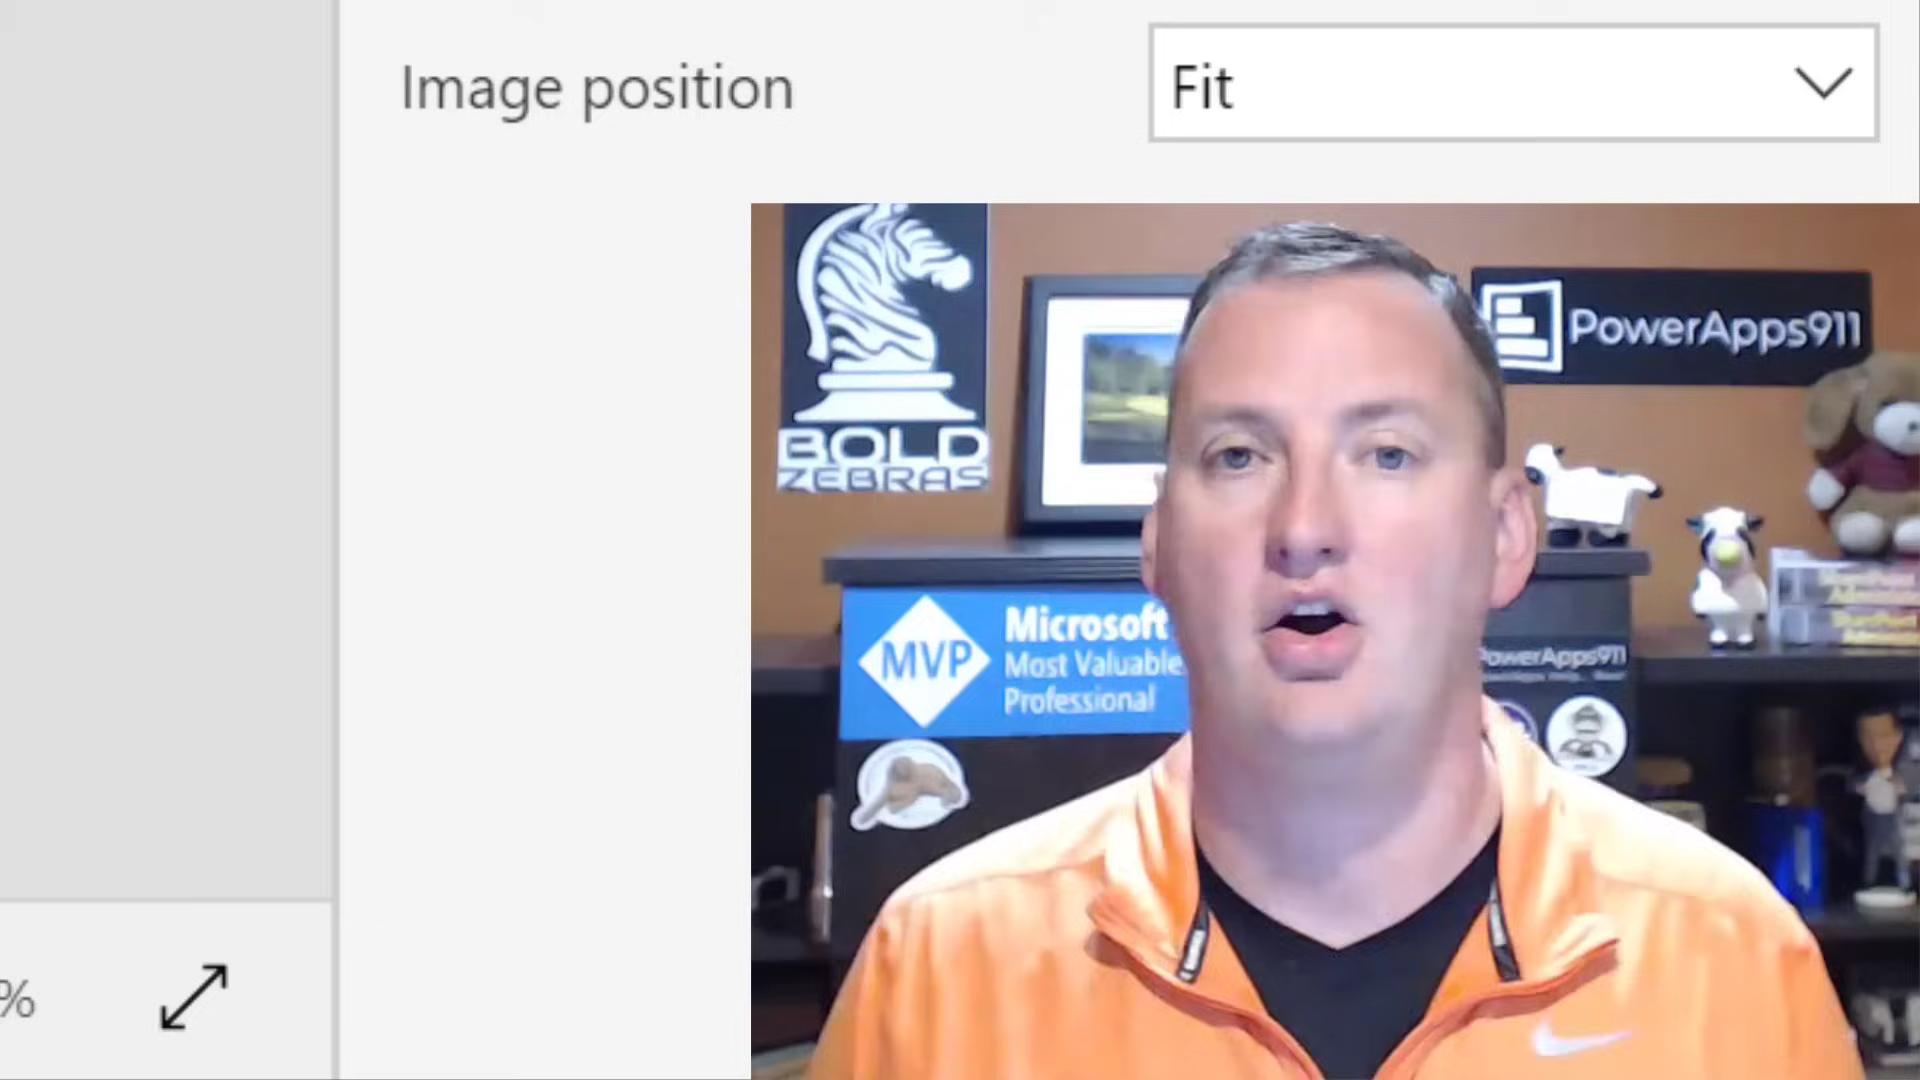 Image position
Fit
BOLD
ZEBRAS
PowerApps911
Microsoft
MVP
Most Valuable
Professional
PowerApps911
%